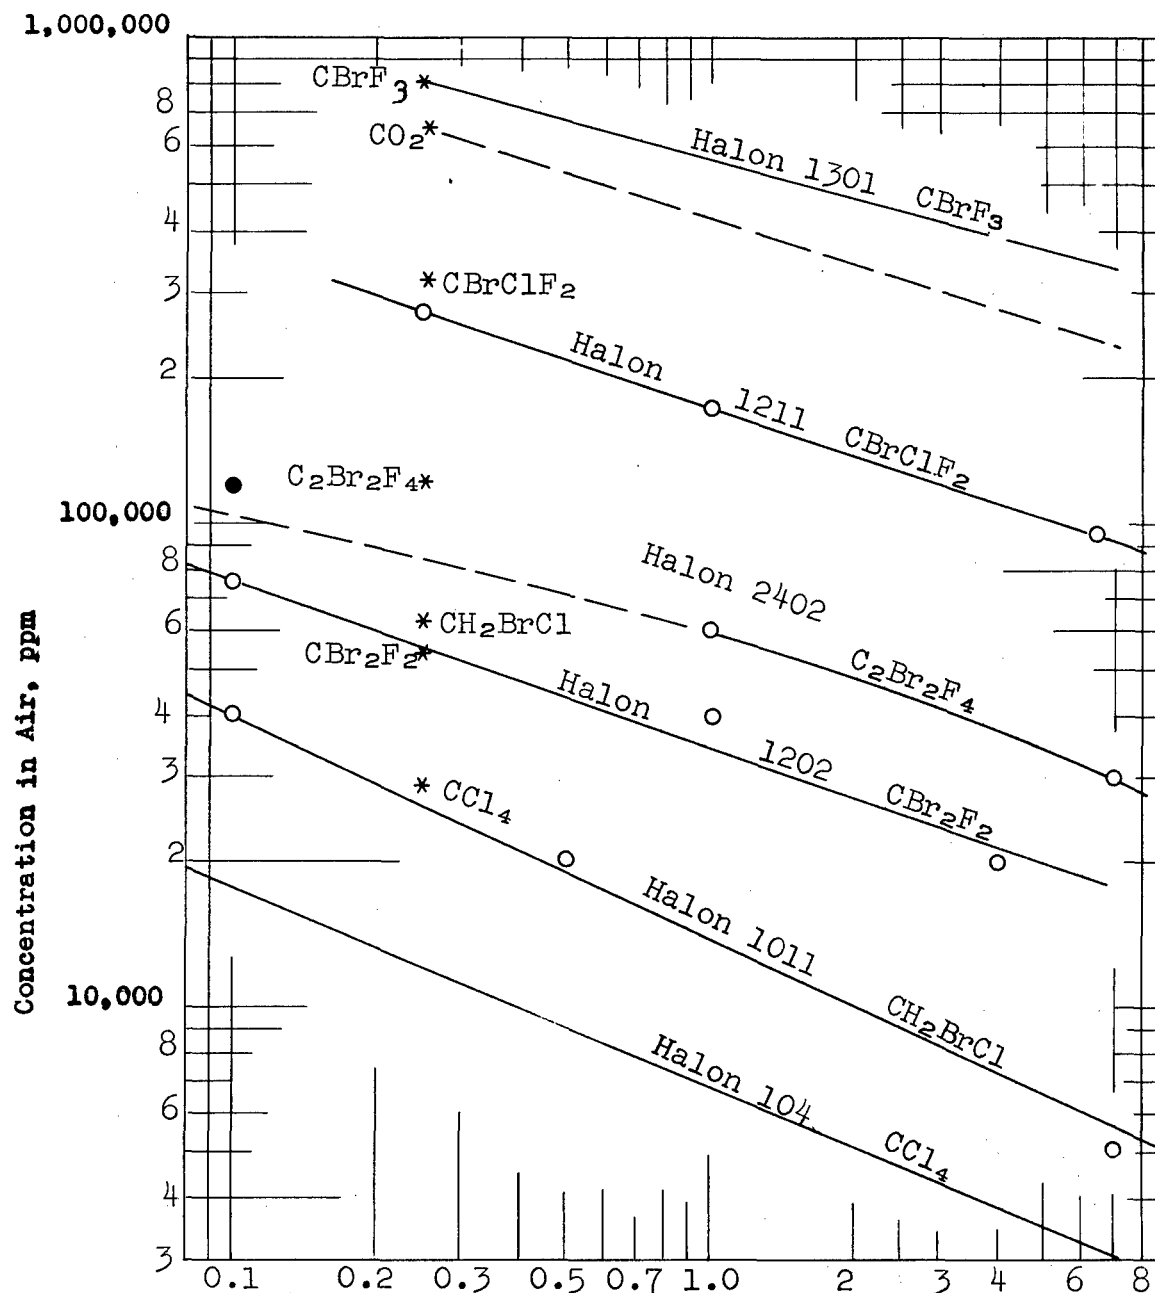 1,000,000
CBrF3
8
CO2
6
Halon 1301 CBrF3
4
CBrClF2
3
Halon 1211 CBrClF2
2
C2Br2F4
100,000
Halon 2402 C2Br2F4
8
CH2BrCl
6
CBr2F2
Halon 1202 CBr2F2
4
3
CCl4
2
Halon 1011 CH2BrCl
10,000
8
Halon 104 CCl4
6
4
3
0.1 0.2 0.3 0.5 0.7 1.0 2 4 6 8
Concentration in Air, ppm